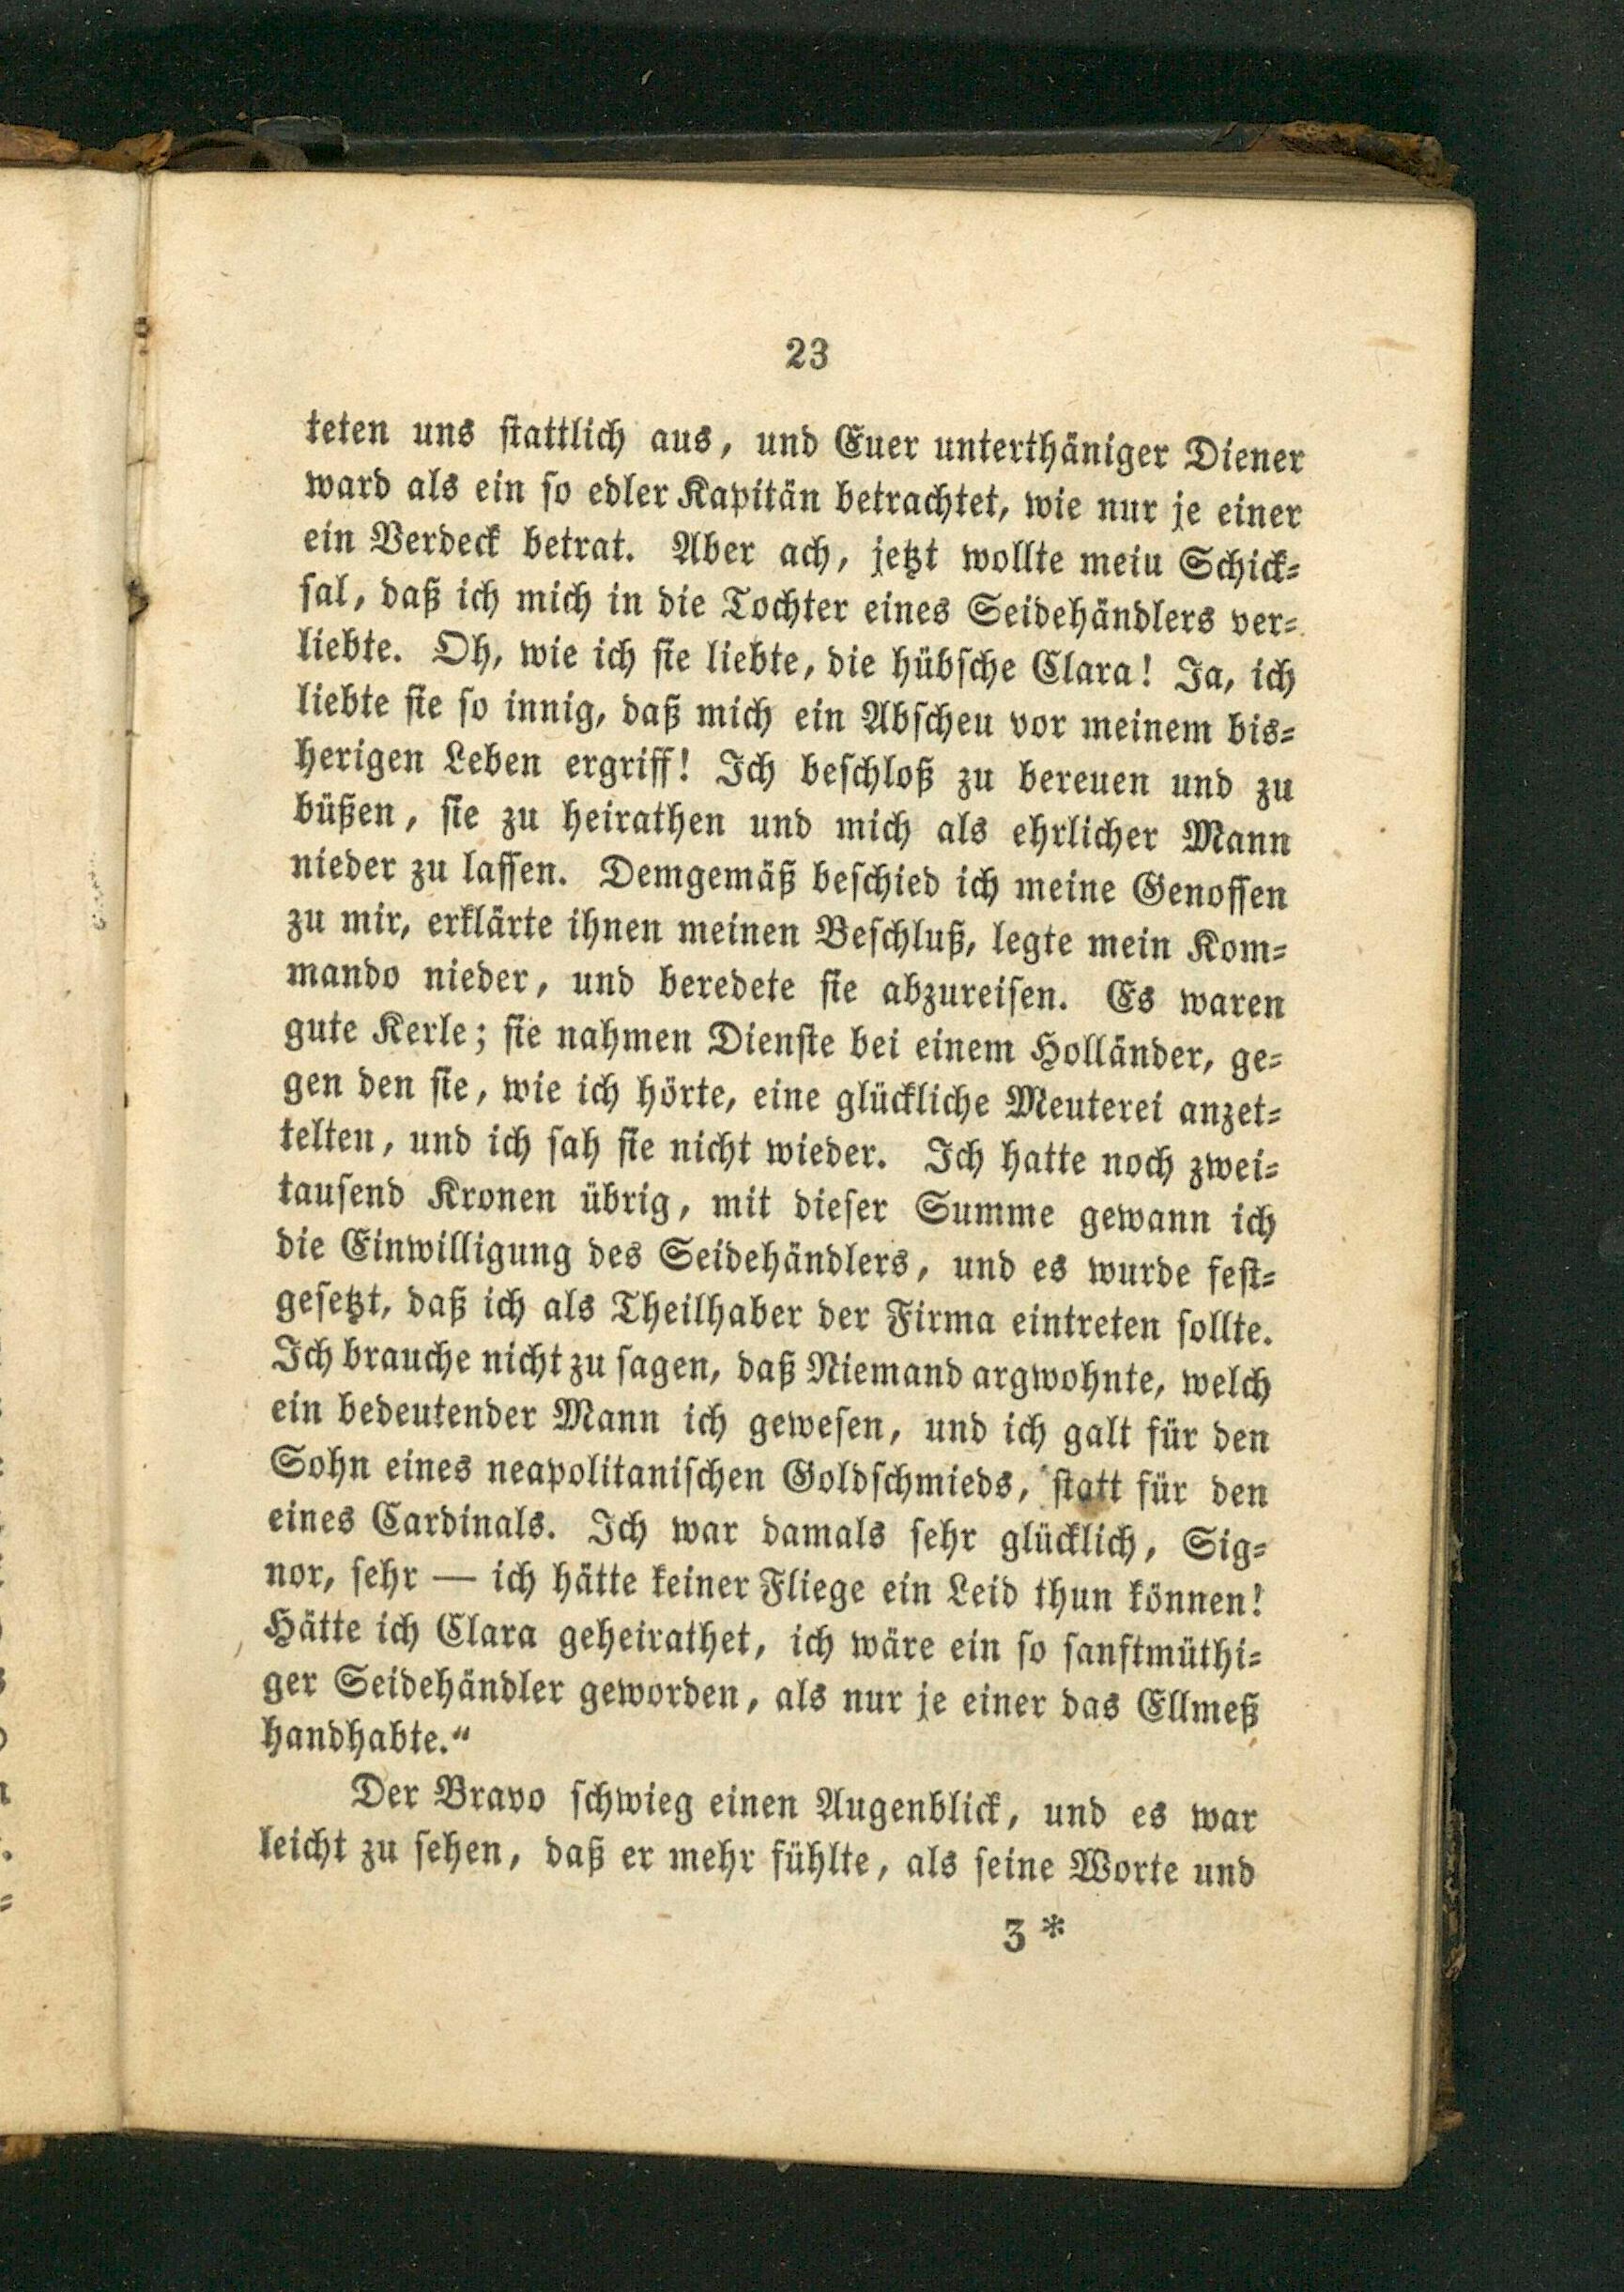 23
teten uns stattlich aus, und Euer unterthäniger Diener
ward als ein so edler Kapitän betrachtet, wie nur je einer
ein Verdeck betrat. Aber ach, jetzt wollte meiu Schick-
sal, daß ich mich in die Tochter eines Seidehändlers ver-
liebte. Oh, wie ich sie liebte, die hübsche Clara! Ja, ich
liebte sie so innig, daß mich ein Abscheu vor meinem bis-
herigen Leben ergriff! Ich beschloß zu bereuen und zu
büßen, sie zu heirathen und mich als ehrlicher Mann
nieder zu lassen. Demgemäß beschied ich meine Genossen
zu mir, erklärte ihnen meinen Beschluß, legte mein Kom-
mando nieder, und beredete sie abzureisen. Es waren
gute Kerle; sie nahmen Dienste bei einem Holländer, ge-
gen den sie, wie ich hörte, eine glückliche Meuterei anzet-
telten, und ich sah sie nicht wieder. Ich hatte noch zwei-
tausend Kronen übrig, mit dieser Summe gewann ich
die Einwilligung des Seidehändlers, und es wurde fest-
gesetzt, daß ich als Theilhaber der Firma eintreten sollte.
Ich brauche nicht zu sagen, daß Niemand argwohnte, welch
ein bedeutender Mann ich gewesen, und ich galt für den
Sohn eines neapolitanischen Goldschmieds, statt für den
eines Cardinals. Ich war damals sehr glücklich, Sig-
nor, sehr — ich hätte keiner Fliege ein Leid thun können!
Hätte ich Clara geheirathet, ich wäre ein so sanftmüthi-
ger Seidehändler geworden, als nur je einer das Ellmeß
handhabte.“
Der Bravo schwieg einen Augenblick, und es war
leicht zu sehen, daß er mehr fühlte, als seine Worte und
3 *